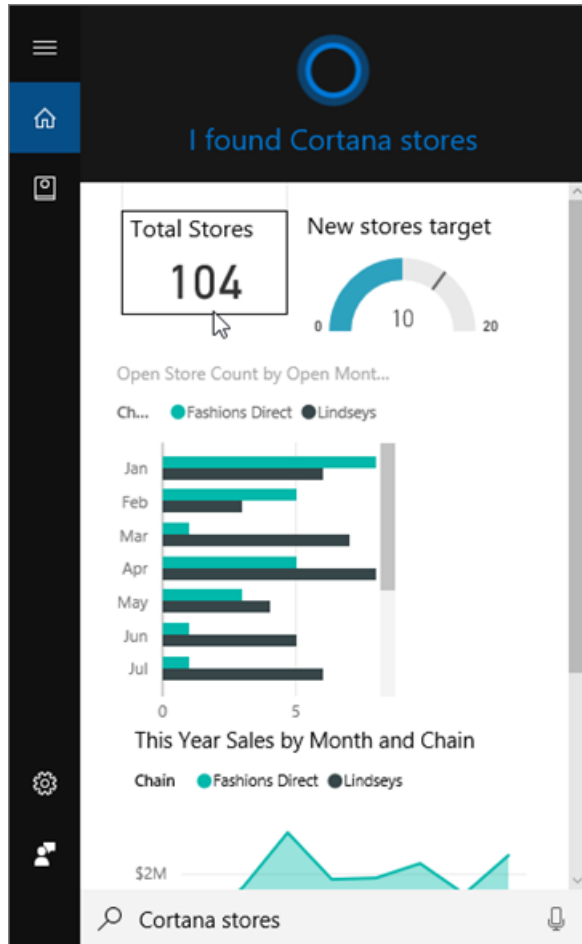 I found Cortana stores
Total Stores
104
New stores target
0 10 20
Open Store Count by Open Mont...
Ch... Fashions Direct Lindseys
Jan
Feb
Mar
Apr
May
Jun
Jul
0 5
This Year Sales by Month and Chain
Chain Fashions Direct Lindseys
$2M
Cortana stores